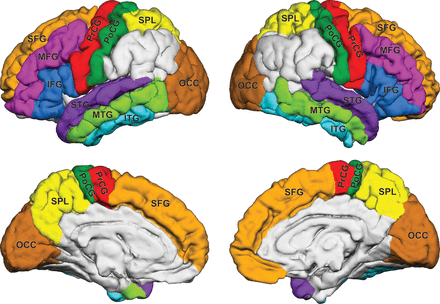 SFG
MFG
IFG
PrCG
PoCG
SPL
OCC
STG
MTG
ITG
SPL
PoCG
PrCG
SFG
MFG
IFG
OCC
STG
MTG
ITG
SPL
PoCG
PrCG
SFG
OCC
SFG
PrCG
PoCG
SPL
OCC